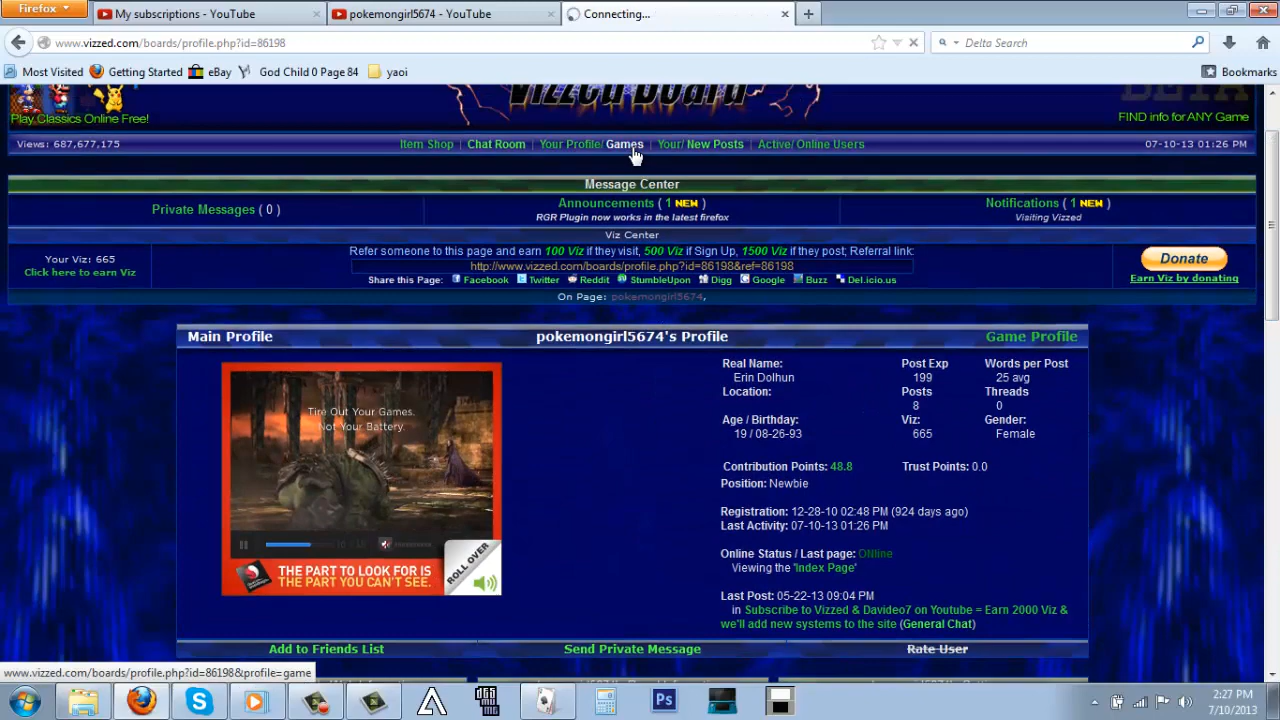 Firefox
My subscriptions - YouTube
pokemongirl5674 - YouTube
Connecting...
www.vizzed.com/boards/profile.php?id=86198
Delta Search
Most Visited
Getting Started
eBay
God Child 0 Page 84
yaoi
Bookmarks
Play Classics Online Free!
Vizzed Board
BETA
FIND info for ANY Game
Views: 687,677,175
Item Shop | Chat Room | Your Profile/ Games | Your/ New Posts | Active/ Online Users
07-10-13 01:26 PM
Message Center
Private Messages ( 0 )
Announcements ( 1 NEW )
RGR Plugin now works in the latest firefox
Notifications ( 1 NEW )
Visiting Vizzed
Viz Center
Your Viz: 665
Click here to earn Viz
Refer someone to this page and earn 100 Viz if they visit, 500 Viz if Sign Up, 1500 Viz if they post; Referral link:
http://www.vizzed.com/boards/profile.php?id=86198&ref=86198
Share this Page: Facebook Twitter Reddit StumbleUpon Digg Google Buzz Del.icio.us
Donate
Earn Viz by donating
On Page: pokemongirl5674,
Main Profile
pokemongirl5674's Profile
Game Profile
Tire Out Your Games.
Not Your Battery.
THE PART TO LOOK FOR IS
THE PART YOU CAN'T SEE.
ROLL OVER
Real Name:
Erin Dolhun
Post Exp
199
Words per Post
25 avg
Location:
Posts
8
Threads
0
Age / Birthday:
19 / 08-26-93
Viz:
665
Gender:
Female
Contribution Points: 48.8
Trust Points: 0.0
Position: Newbie
Registration: 12-28-10 02:48 PM (924 days ago)
Last Activity: 07-10-13 01:26 PM
Online Status / Last page: ONline
Viewing the 'Index Page'
Last Post: 05-22-13 09:04 PM
in Subscribe to Vizzed & Davideo7 on Youtube = Earn 2000 Viz &
we'll add new systems to the site (General Chat)
Add to Friends List
Send Private Message
Rate User
www.vizzed.com/boards/profile.php?id=86198&profile=game
Ps
2:27 PM
7/10/2013